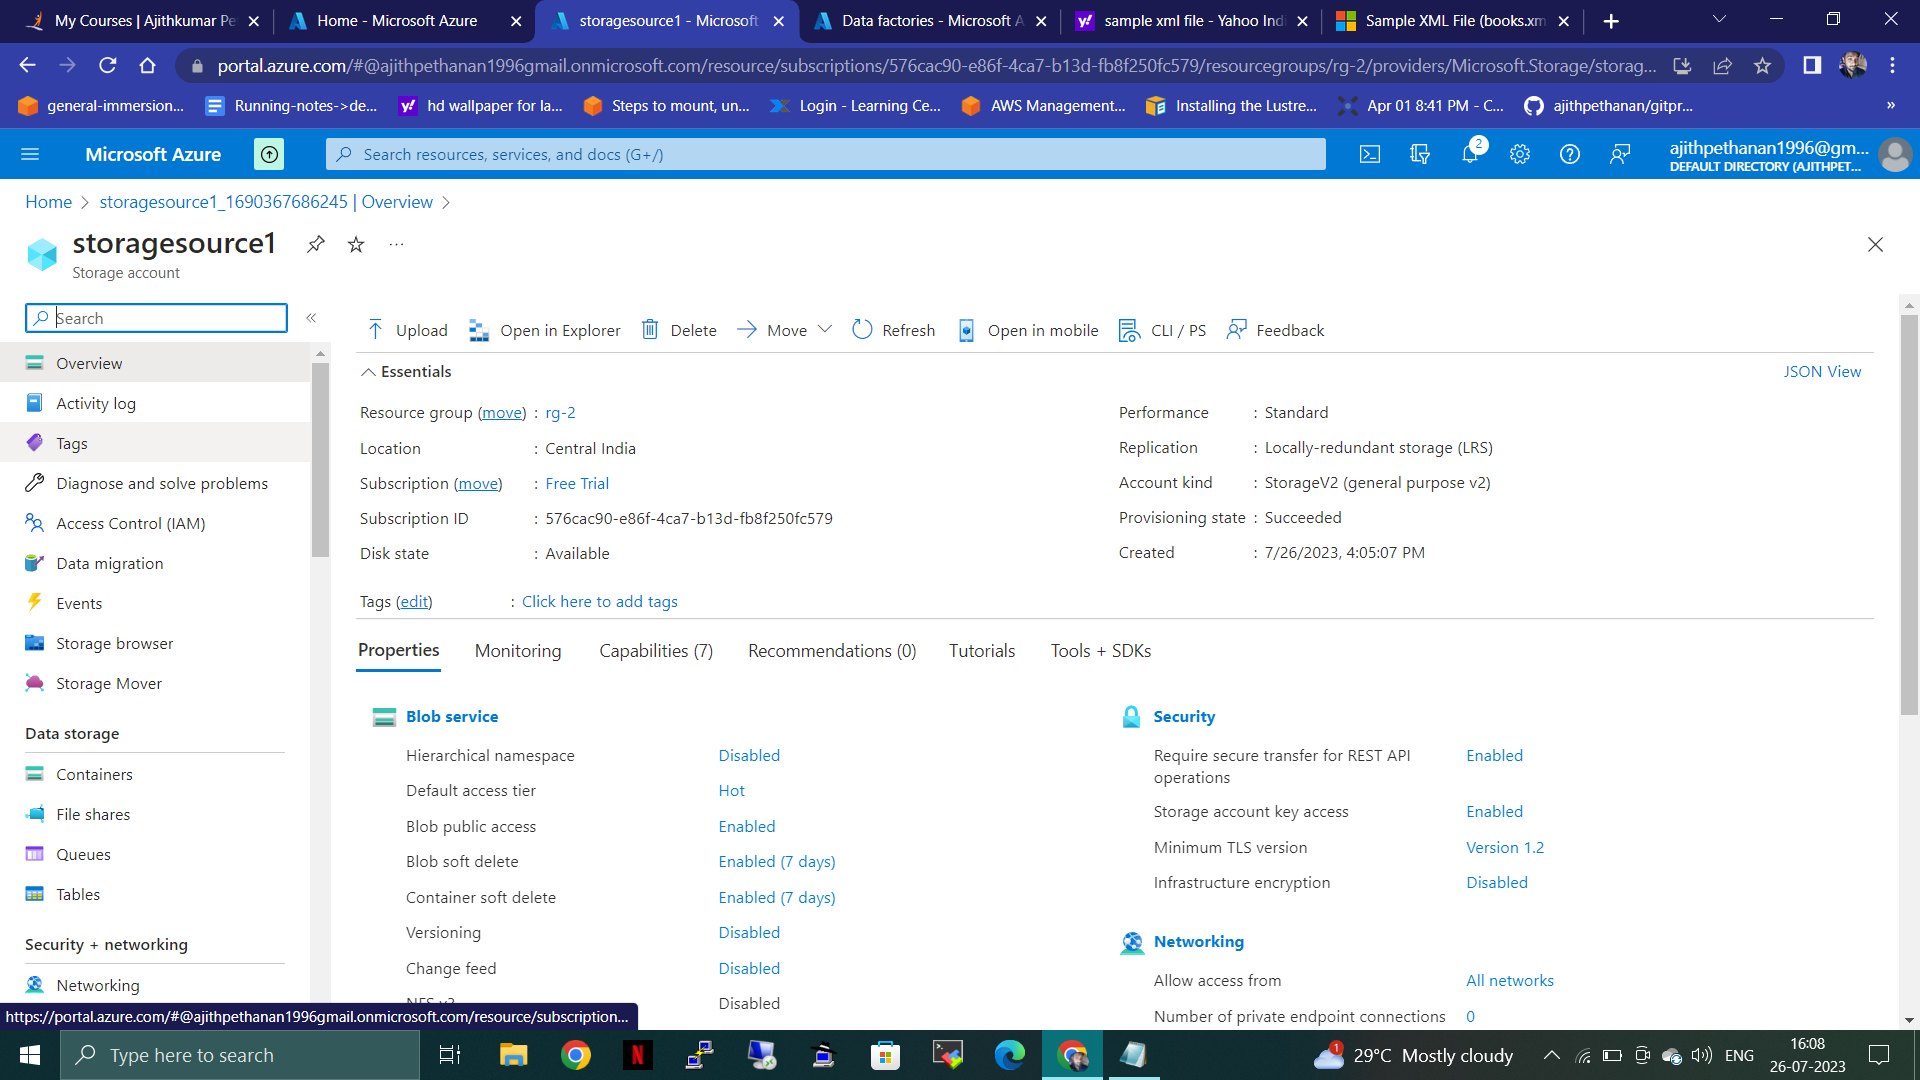 My Courses | Ajithkumar Pe
Home - Microsoft Azure
storagesource1 - Microsoft
Data factories - Microsoft A
sample xml file - Yahoo Indi
Sample XML File (books.xm
portal.azure.com/#@ajithpethanan1996gmail.onmicrosoft.com/resource/subscriptions/576cac90-e86f-4ca7-b13d-fb8f250fc579/resourcegroups/rg-2/providers/Microsoft.Storage/storag...
general-immersion...
Running-notes->de...
hd wallpaper for la...
Steps to mount, un...
Login - Learning Ce...
AWS Management...
Installing the Lustre...
Apr 01 8:41 PM - C...
ajithpethanan/gitpr...
»
Microsoft Azure
Search resources, services, and docs (G+/)
2
ajithpethanan1996@gm...
DEFAULT DIRECTORY (AJITHPET...
Home > storagesource1_1690367686245 | Overview >
storagesource1
Storage account
Search
Overview
Activity log
Tags
Diagnose and solve problems
Access Control (IAM)
Data migration
Events
Storage browser
Storage Mover
Data storage
Containers
File shares
Queues
Tables
Security + networking
Networking
Upload
Open in Explorer
Delete
Move
Refresh
Open in mobile
CLI / PS
Feedback
Essentials
JSON View
Resource group (move) : rg-2
Location : Central India
Subscription (move) : Free Trial
Subscription ID : 576cac90-e86f-4ca7-b13d-fb8f250fc579
Disk state : Available
Performance : Standard
Replication : Locally-redundant storage (LRS)
Account kind : StorageV2 (general purpose v2)
Provisioning state : Succeeded
Created : 7/26/2023, 4:05:07 PM
Tags (edit) : Click here to add tags
Properties
Monitoring
Capabilities (7)
Recommendations (0)
Tutorials
Tools + SDKs
Blob service
Hierarchical namespace Disabled
Default access tier Hot
Blob public access Enabled
Blob soft delete Enabled (7 days)
Container soft delete Enabled (7 days)
Versioning Disabled
Change feed Disabled
NFS v3 Disabled
Security
Require secure transfer for REST API operations Enabled
Storage account key access Enabled
Minimum TLS version Version 1.2
Infrastructure encryption Disabled
Networking
Allow access from All networks
Number of private endpoint connections 0
https://portal.azure.com/#@ajithpethanan1996gmail.onmicrosoft.com/resource/subscription...
Type here to search
1
29°C Mostly cloudy
ENG
16:08
26-07-2023